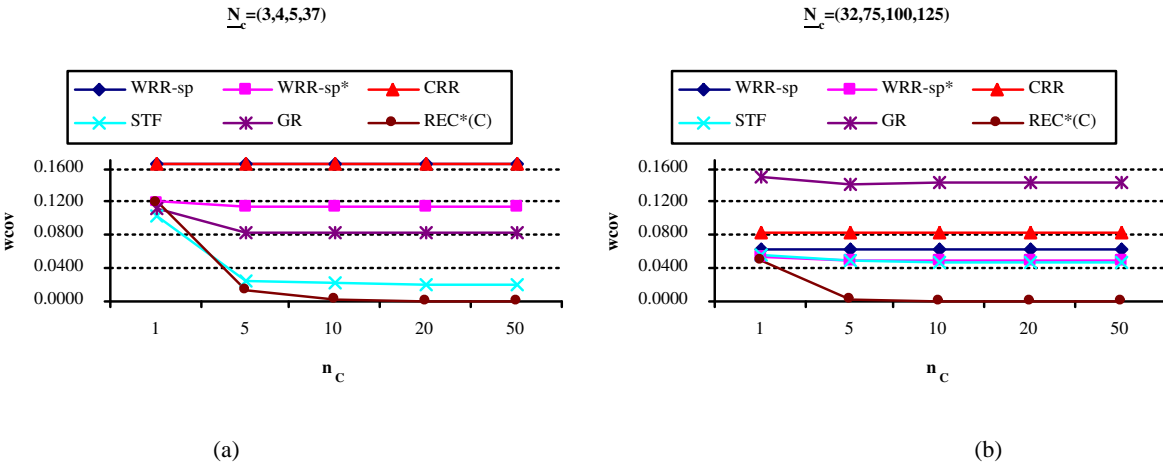 N_c=(3,4,5,37)
WRR-sp WRR-sp* CRR
STF GR REC*(C)
0.1600
0.1200
0.0800
0.0400
0.0000
wcov
1 5 10 20 50
n_C
(a)
N_c=(32,75,100,125)
WRR-sp WRR-sp* CRR
STF GR REC*(C)
0.1600
0.1200
0.0800
0.0400
0.0000
wcov
1 5 10 20 50
n_C
(b)